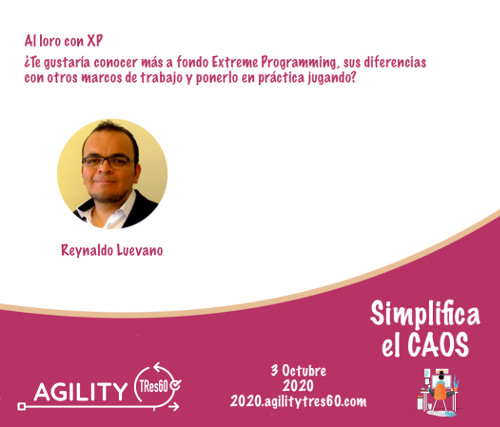 Al loro con XP
¿Te gustaría conocer más a fondo Extreme Programming, sus diferencias
con otros marcos de trabajo y ponerlo en práctica jugando?
Reynaldo Luevano
Simplifica
el CAOS
AGILITY TRes60
3 Octubre
2020
2020.agilitytres60.com